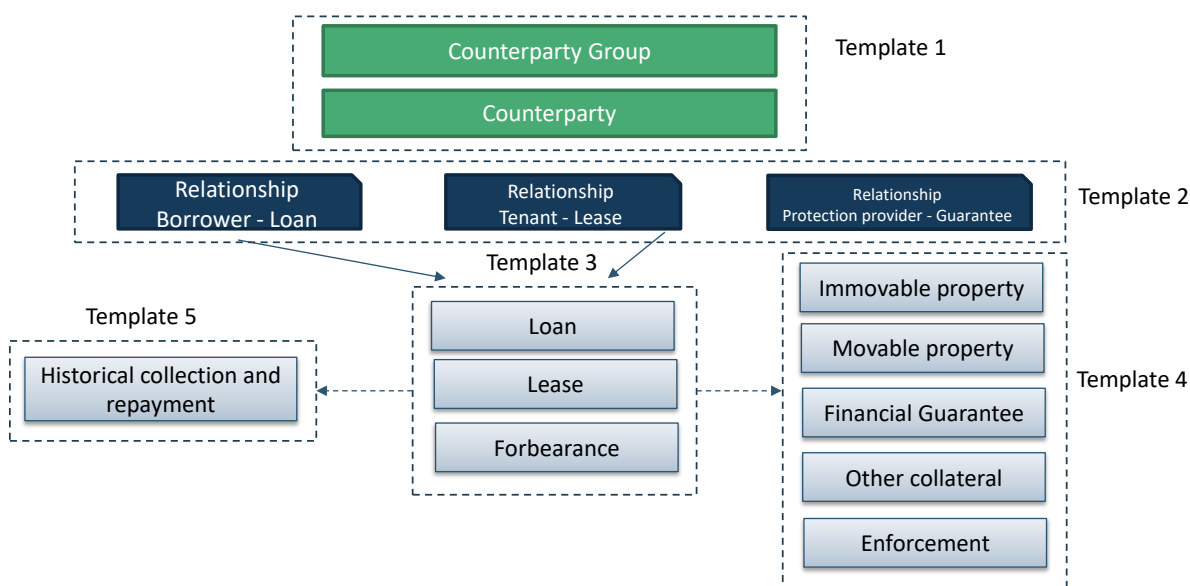 Counterparty Group
Template 1
Counterparty
Relationship
Borrower - Loan
Relationship
Tenant - Lease
Relationship
Protection provider - Guarantee
Template 2
Template 3
Template 5
Historical collection and
repayment
Loan
Lease
Forbearance
Immovable property
Movable property
Financial Guarantee
Other collateral
Enforcement
Template 4